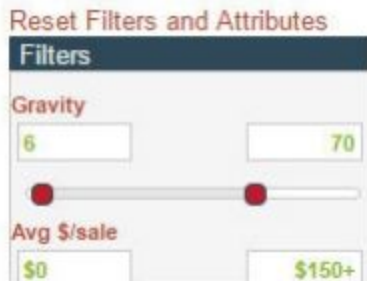 Reset Filters and Attributes
Filters
Gravity
6 70
Avg $/sale
$0 $150+